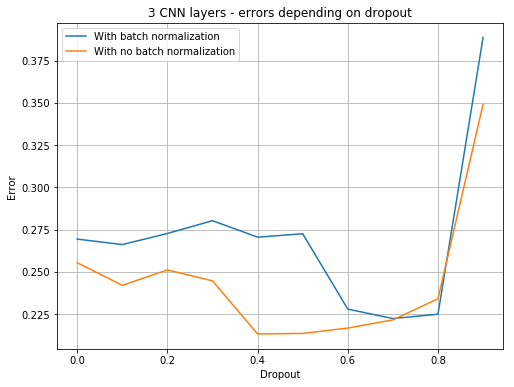 3 CNN layers - errors depending on dropout
With batch normalization
With no batch normalization
0.375
0.350
0.325
0.300
0.275
0.250
0.225
Error
0.0 0.2 0.4 0.6 0.8
Dropout